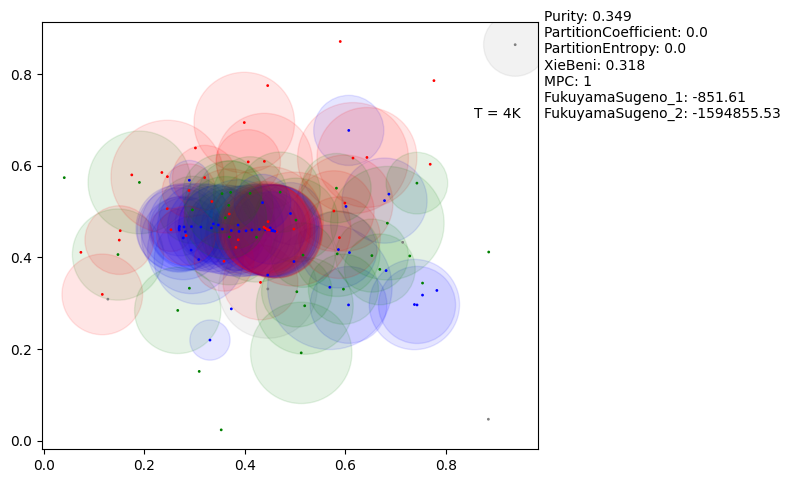 Purity: 0.349
PartitionCoefficient: 0.0
PartitionEntropy: 0.0
XieBeni: 0.318
MPC: 1
FukuyamaSugeno_1: -851.61
FukuyamaSugeno_2: -1594855.53
T = 4K
0.8
0.6
0.4
0.2
0.0
0.0 0.2 0.4 0.6 0.8